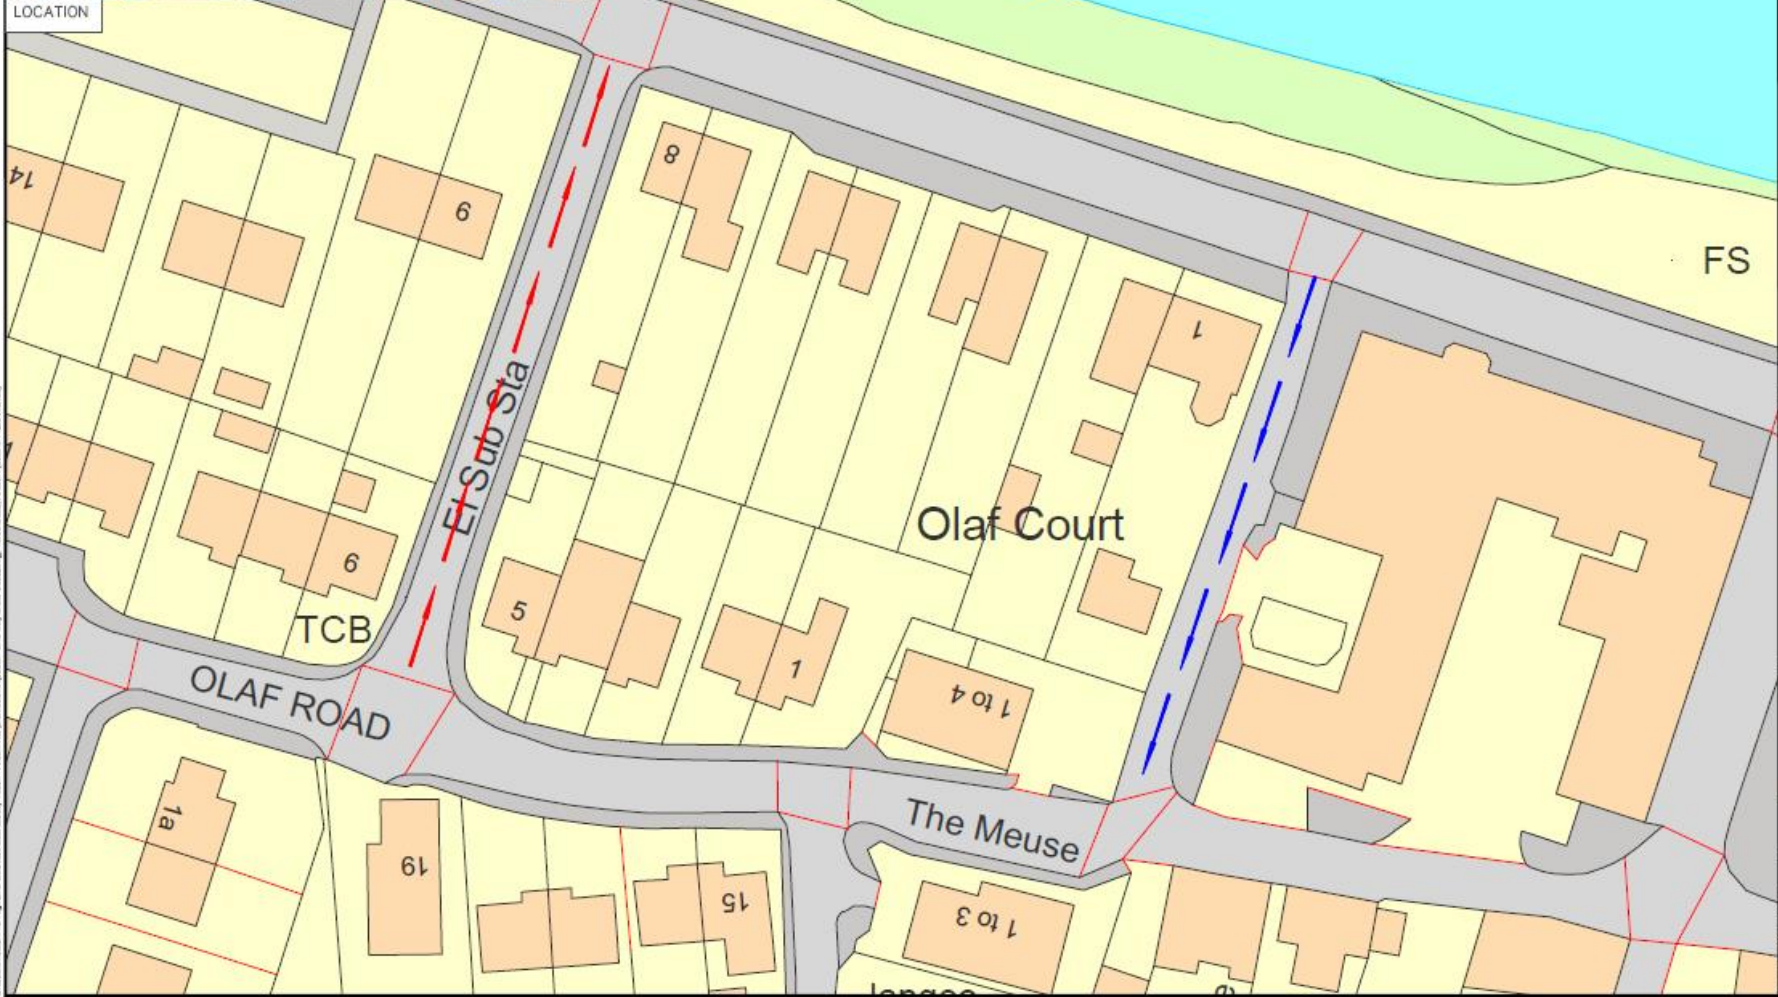 LOCATION
14
6
8
FS
1
El Sub Sta
Olaf Court
6
5
TCB
1
1 to 4
OLAF ROAD
The Meuse
1a
19
15
1 to 3